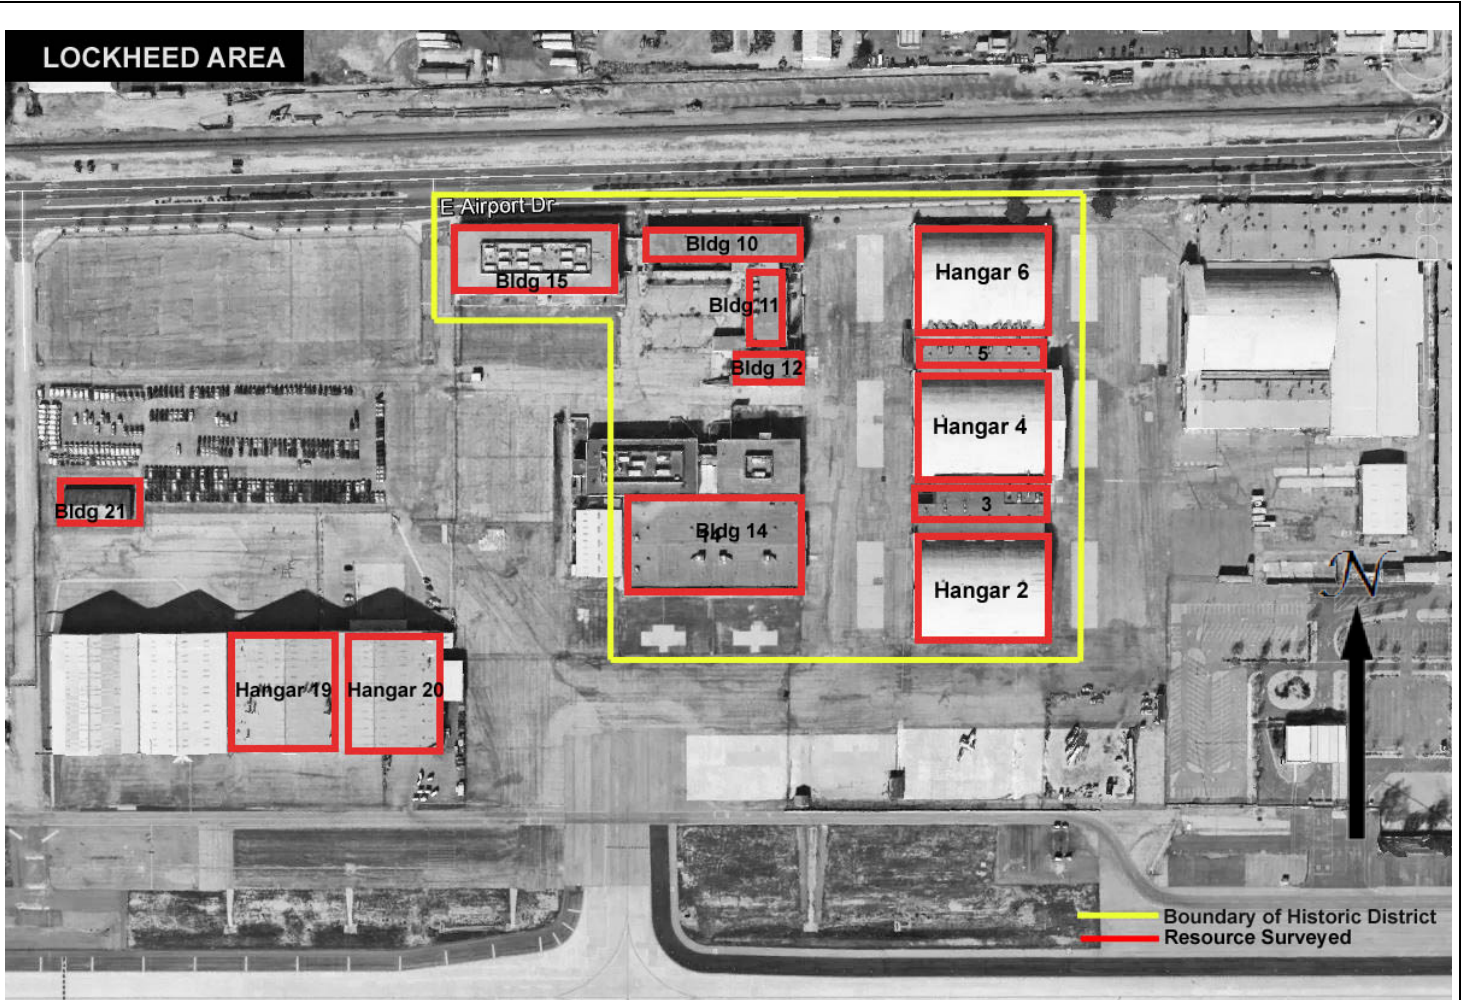 LOCKHEED AREA
E Airport Dr
Bldg 15
Bldg 10
Bldg 11
Bldg 12
Hangar 6
5
Hangar 4
3
Hangar 2
Bldg 14
14
Bldg 21
Hangar 19
Hangar 20
N
Boundary of Historic District
Resource Surveyed